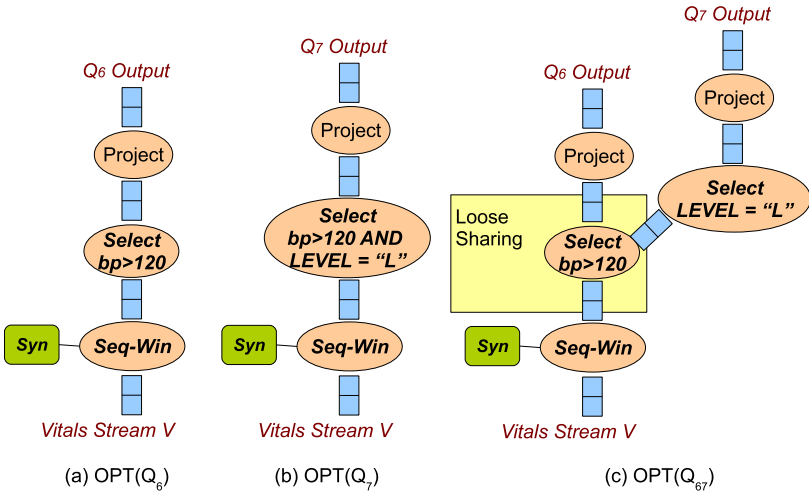 Q6 Output
Project
Select
bp>120
Syn
Seq-Win
Vitals Stream V
(a) OPT(Q6)
Q7 Output
Project
Select
bp>120 AND
LEVEL = “L”
Syn
Seq-Win
Vitals Stream V
(b) OPT(Q7)
Q7 Output
Q6 Output
Project
Project
Select
LEVEL = “L”
Loose
Sharing
Select
bp>120
Syn
Seq-Win
Vitals Stream V
(c) OPT(Q67)